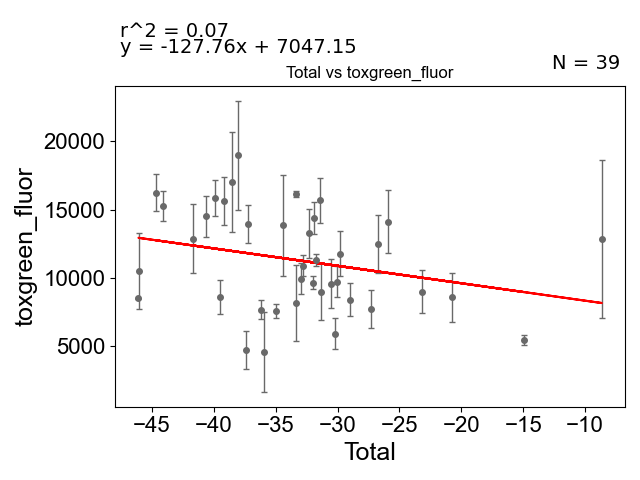 r^2 = 0.07
y = -127.76x + 7047.15
N = 39
Total vs toxgreen_fluor
toxgreen_fluor
20000
15000
10000
5000
−45 −40 −35 −30 −25 −20 −15 −10
Total